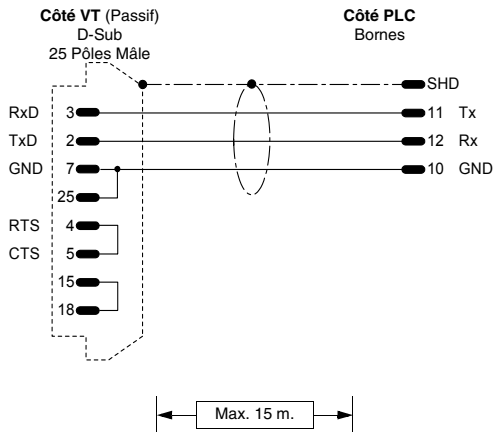 Côté VT (Passif)
D-Sub
25 Pôles Mâle
Côté PLC
Bornes
SHD
RxD 3 11 Tx
TxD 2 12 Rx
GND 7 10 GND
25
RTS 4
CTS 5
15
18
Max. 15 m.